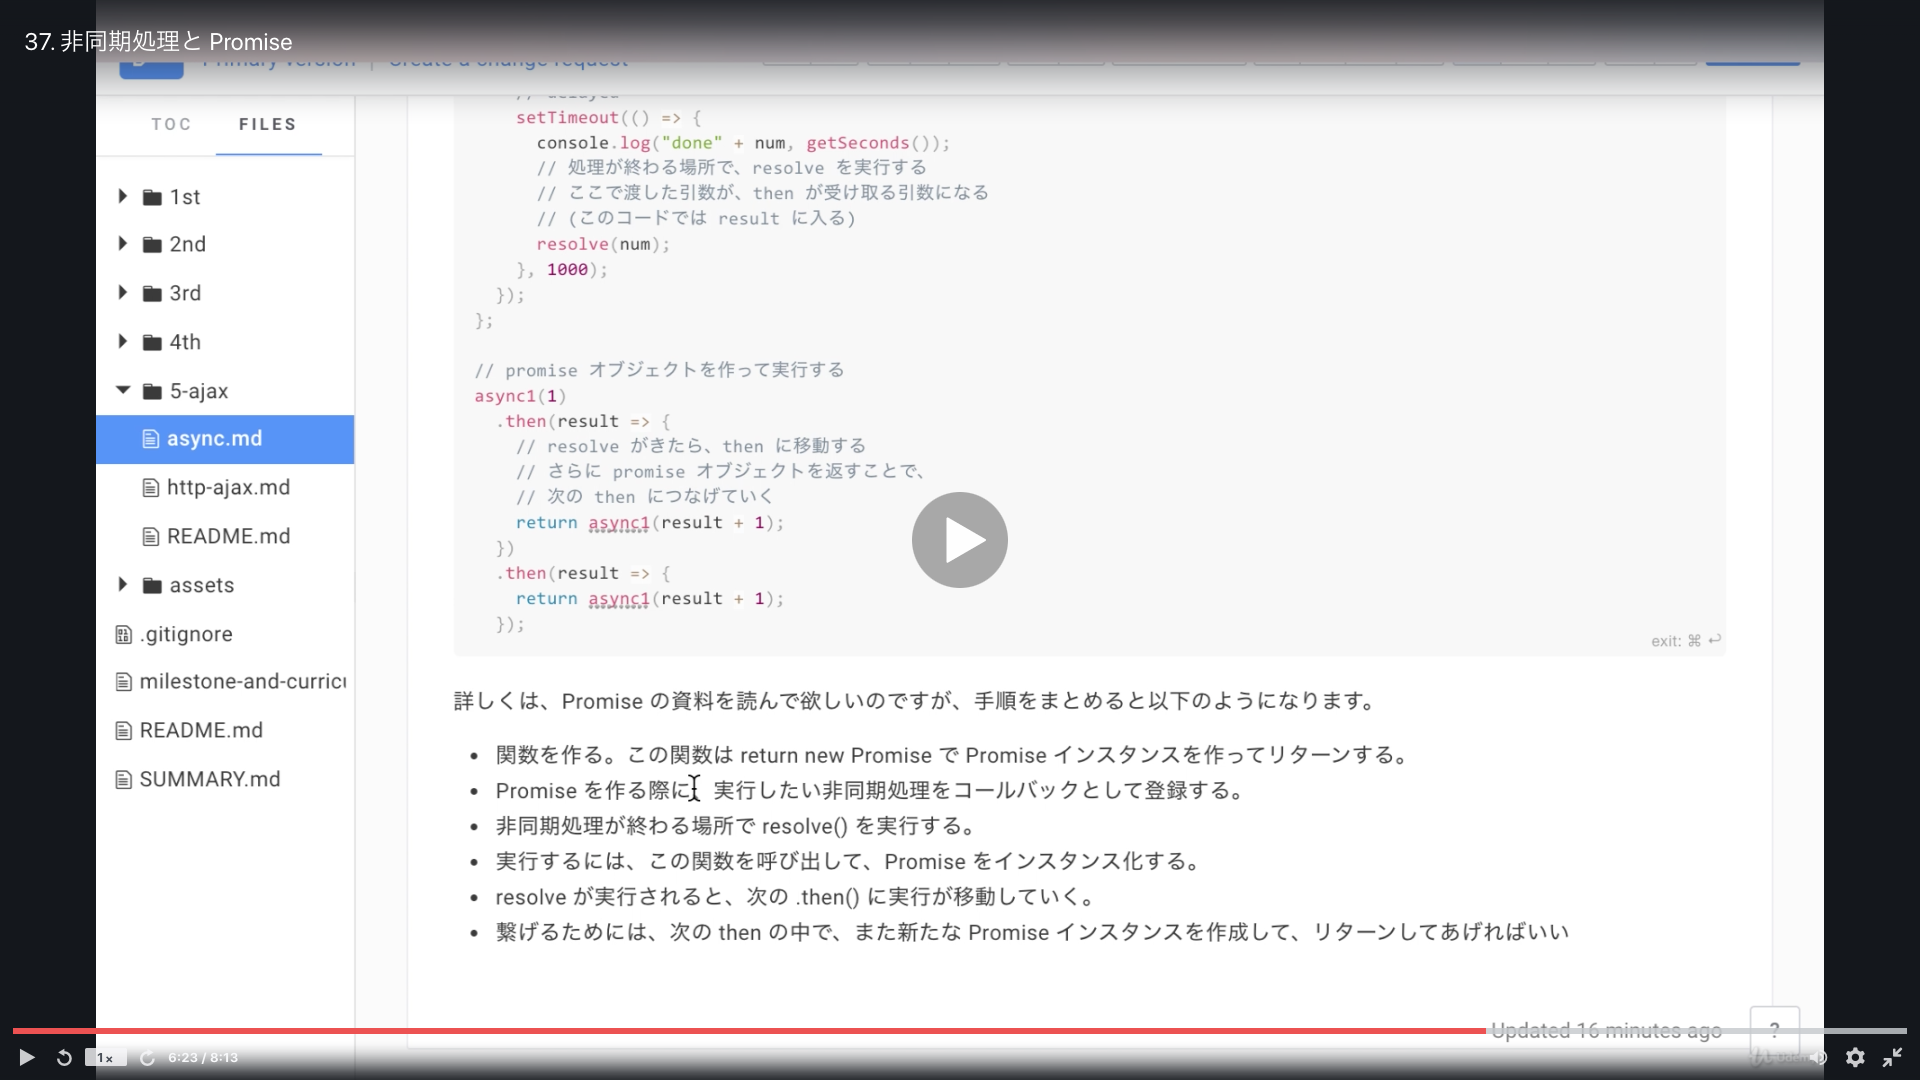 37. 非同期処理と Promise
Primary version | Create a change request
TOC FILES
1st
2nd
3rd
4th
5-ajax
async.md
http-ajax.md
README.md
assets
.gitignore
milestone-and-curricu
README.md
SUMMARY.md
// delayed
setTimeout(() => {
console.log("done" + num, getSeconds());
// 処理が終わる場所で、resolve を実行する
// ここで渡した引数が、then が受け取る引数になる
// (このコードでは result に入る)
resolve(num);
}, 1000);
});
};
// promise オブジェクトを作って実行する
async1(1)
.then(result => {
// resolve がきたら、then に移動する
// さらに promise オブジェクトを返すことで、
// 次の then につなげていく
return async1(result + 1);
})
.then(result => {
return async1(result + 1);
});
exit: ⌘ ↩
詳しくは、Promise の資料を読んで欲しいのですが、手順をまとめると以下のようになります。
• 関数を作る。この関数は return new Promise で Promise インスタンスを作ってリターンする。
• Promise を作る際に、実行したい非同期処理をコールバックとして登録する。
• 非同期処理が終わる場所で resolve() を実行する。
• 実行するには、この関数を呼び出して、Promise をインスタンス化する。
• resolve が実行されると、次の .then() に実行が移動していく。
• 繋げるためには、次の then の中で、また新たな Promise インスタンスを作成して、リターンしてあげればいい
Updated 16 minutes ago
?
1x
6:23 / 8:13